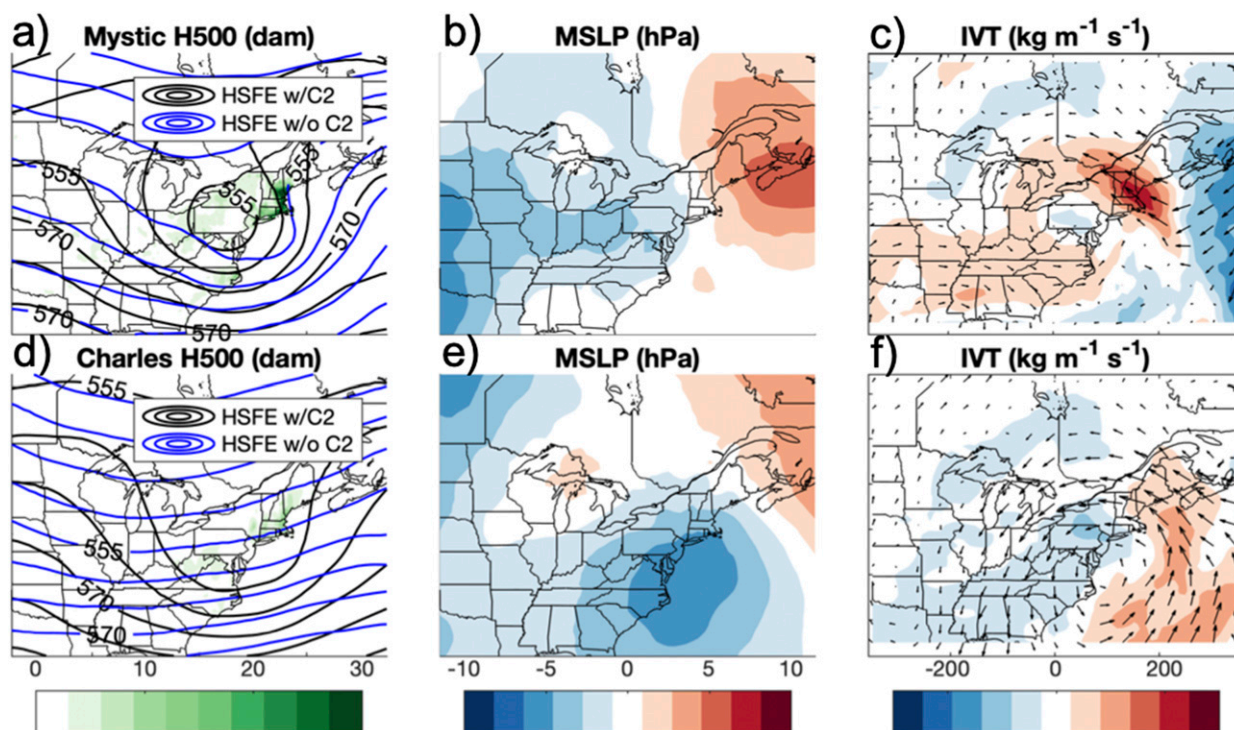 a) Mystic H500 (dam)
b) MSLP (hPa)
c) IVT (kg m⁻¹ s⁻¹)
HSFE w/C2
HSFE w/o C2
555
555
555
570
570
570
570
d) Charles H500 (dam)
e) MSLP (hPa)
f) IVT (kg m⁻¹ s⁻¹)
555
HSFE w/C2
HSFE w/o C2
555
570
570
0 10 20 30
-10 -5 0 5 10
-200 0 200